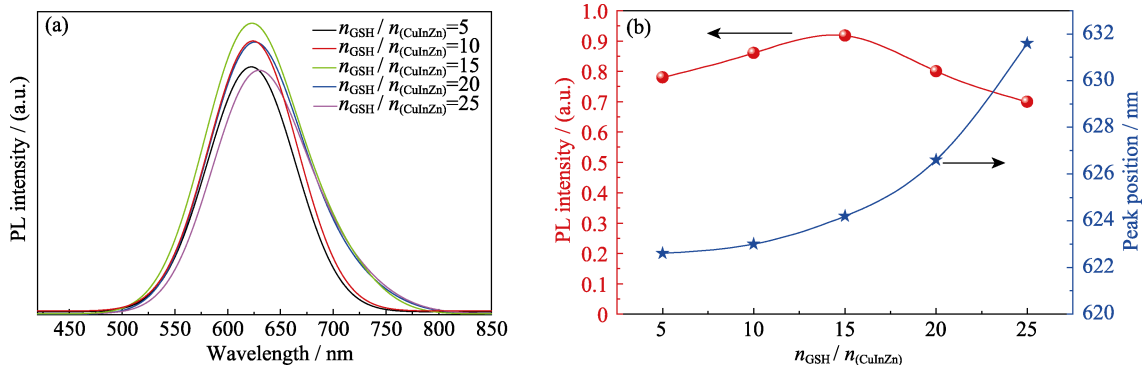 (a)
nGSH / n(CuInZn)=5
nGSH / n(CuInZn)=10
nGSH / n(CuInZn)=15
nGSH / n(CuInZn)=20
nGSH / n(CuInZn)=25
PL intensity / (a.u.)
450 500 550 600 650 700 750 800 850
Wavelength / nm
(b)
PL intensity / (a.u.)
1.0
0.9
0.8
0.7
0.6
0.5
0.4
0.3
0.2
0.1
0
5 10 15 20 25
nGSH / n(CuInZn)
632
630
628
626
624
622
620
Peak position / nm